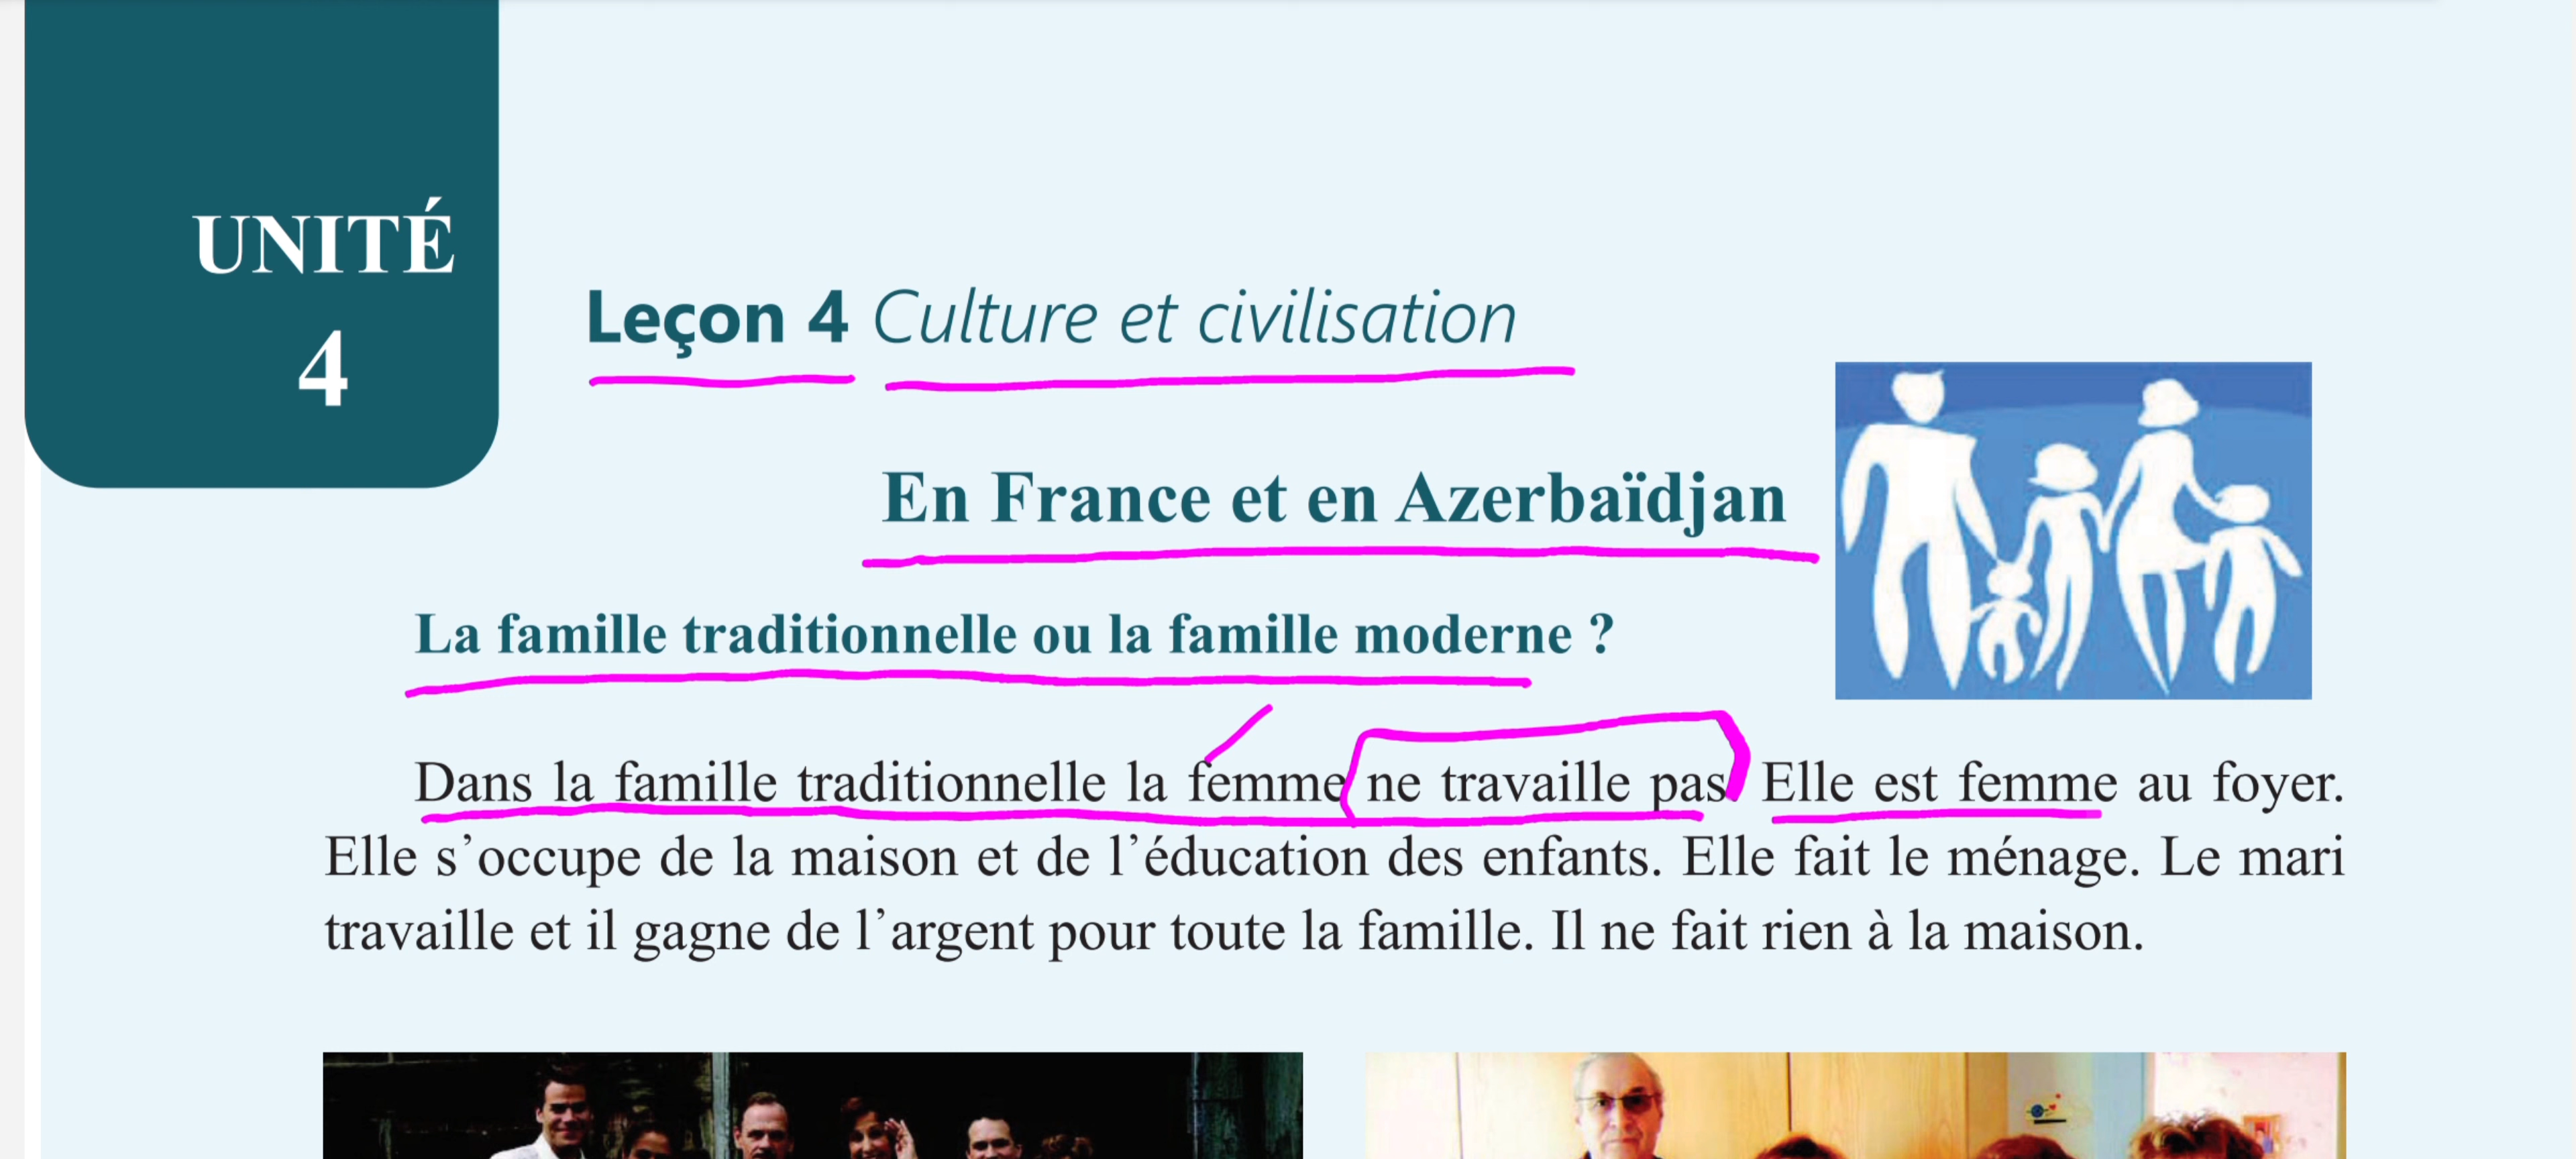 UNITÉ
4
Leçon 4 Culture et civilisation
En France et en Azerbaïdjan
La famille traditionnelle ou la famille moderne ?
Dans la famille traditionnelle la femme ne travaille pas. Elle est femme au foyer.
Elle s’occupe de la maison et de l’éducation des enfants. Elle fait le ménage. Le mari
travaille et il gagne de l’argent pour toute la famille. Il ne fait rien à la maison.